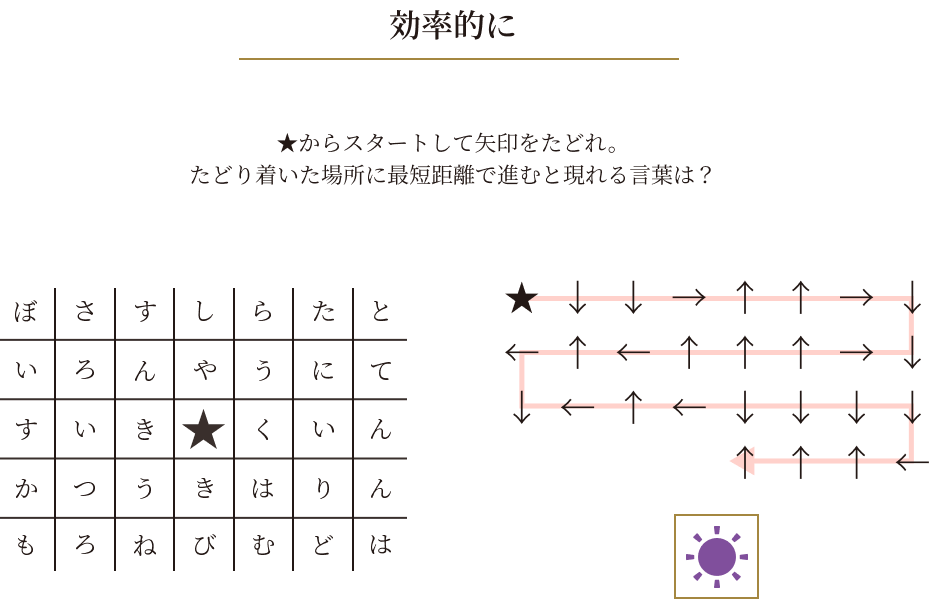 効率的に
★からスタートして矢印をたどれ。
たどり着いた場所に最短距離で進むと現れる言葉は？
ぼ さ す し ら た と
い ろ ん や う に て
す い き ★ く い ん
か つ う き は り ん
も ろ ね び む ど は
★ ↓ ↓ → ↑ ↑ → ↓
← ↑ ← ↑ ↑ ↑ → ↓
↓ ← ↑ ← ↓ ↓ ↓ ↓
↑ ↑ ↑ ←